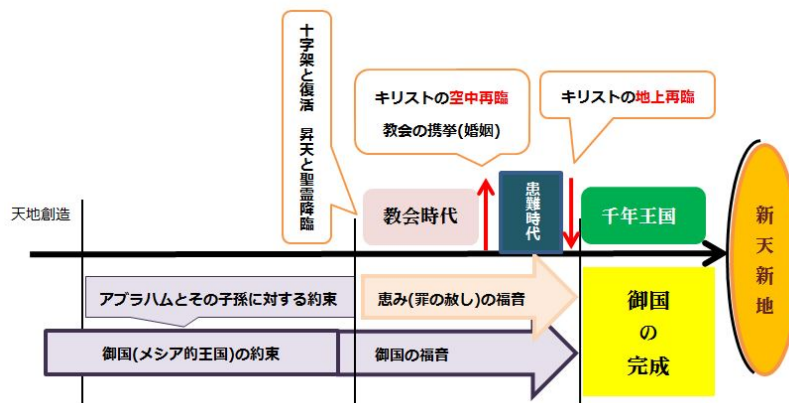 十字架と復活　昇天と聖霊降臨
キリストの空中再臨
教会の携挙(婚姻)
キリストの地上再臨
天地創造
教会時代
患難時代
千年王国
新天新地
アブラハムとその子孫に対する約束
恵み(罪の赦し)の福音
御国(メシア的王国)の約束
御国の福音
御国
の
完成